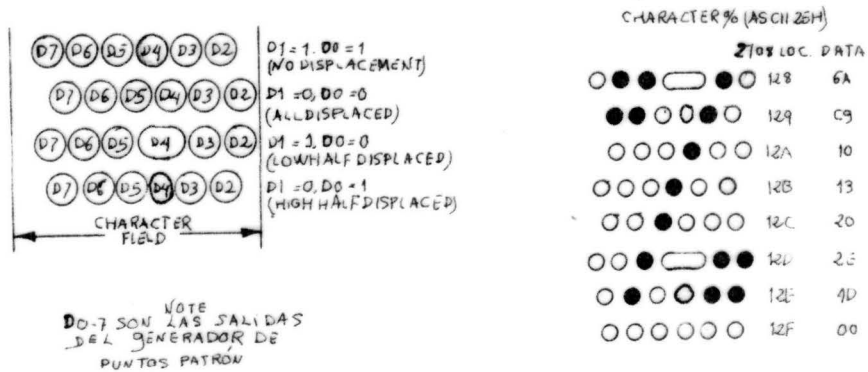 D7 D6 D5 D4 D3 D2 D1=1, D0=1
(NO DISPLACEMENT)
D7 D6 D5 D4 D3 D2 D1=0, D0=0
(ALL DISPLACED)
D7 D6 D5 D4 D3 D2 D1=1, D0=0
(LOW HALF DISPLACED)
D7 D6 D5 D4 D3 D2 D1=0, D0=1
(HIGH HALF DISPLACED)
CHARACTER
FIELD
NOTE
D0-7 SON LAS SALIDAS
DEL GENERADOR DE
PUNTOS PATRÓN
CHARACTER % (ASCII 2EH)
2708 LOC. DATA
128 6A
129 C9
12A 10
12B 13
12C 20
12D 2E
12E 4D
12F 00